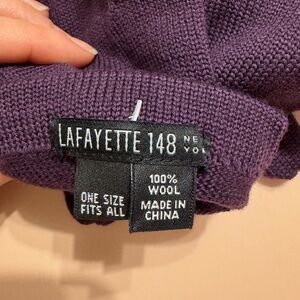 LAFAYETTE 148 NE
YO
ONE SIZE
FITS ALL
100%
WOOL
MADE IN
CHINA